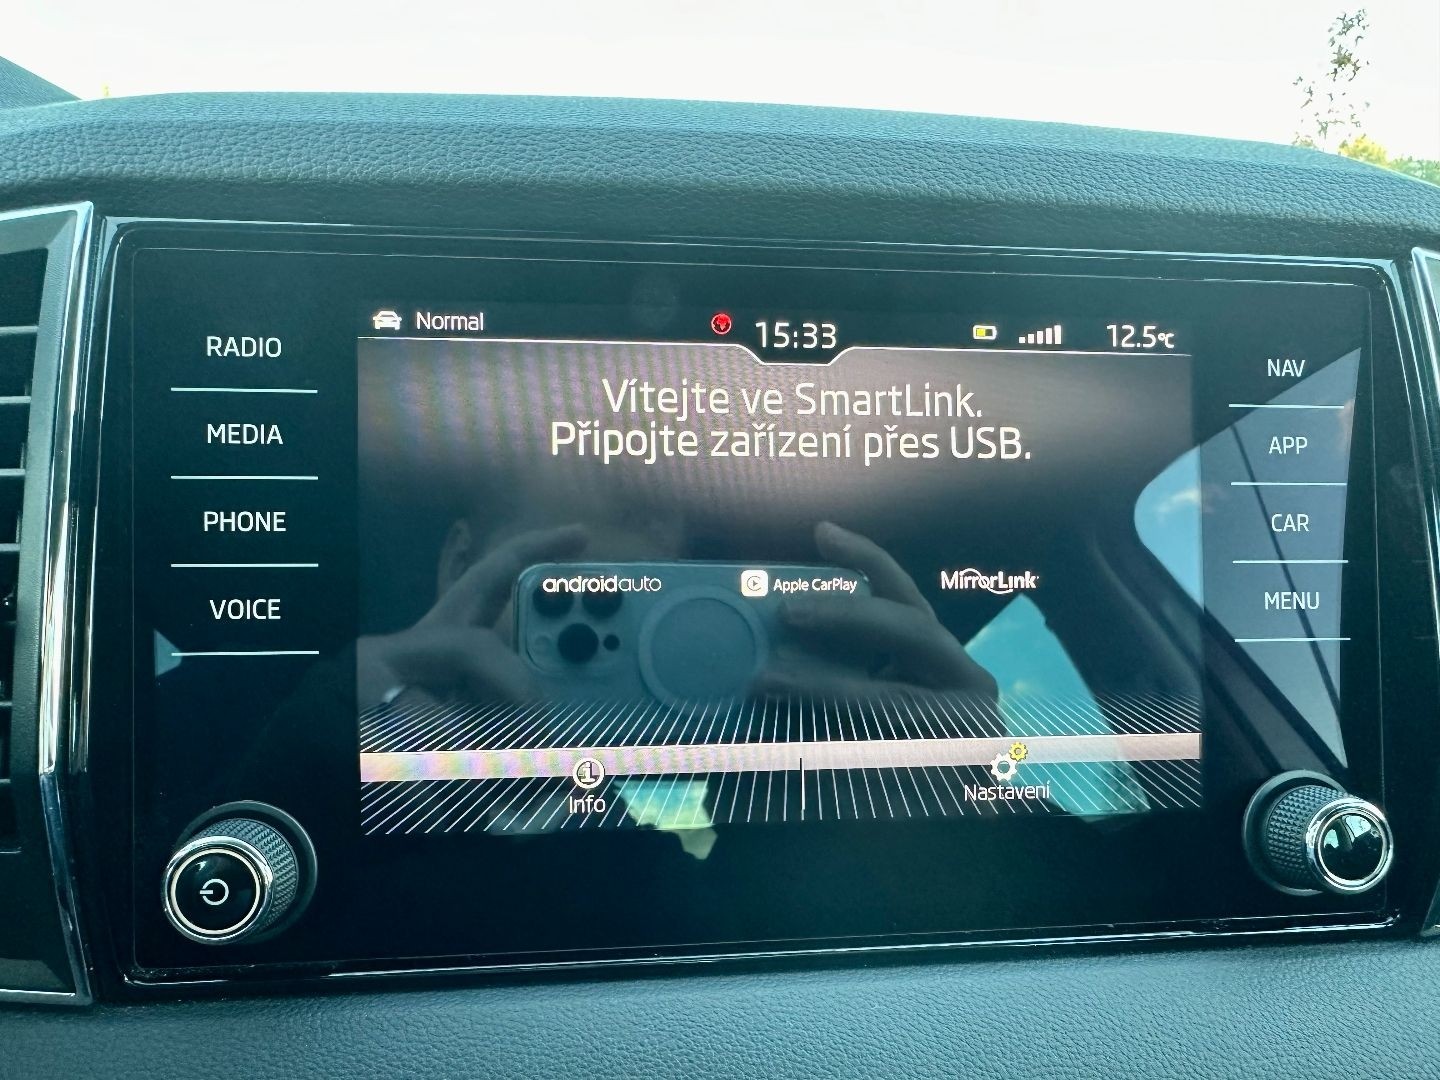 RADIO
MEDIA
PHONE
VOICE
Normal
15:33
12.5°C
Vítejte ve SmartLink.
Připojte zařízení přes USB.
androidauto
Apple CarPlay
MirrorLink
Info
Nastavení
NAV
APP
CAR
MENU